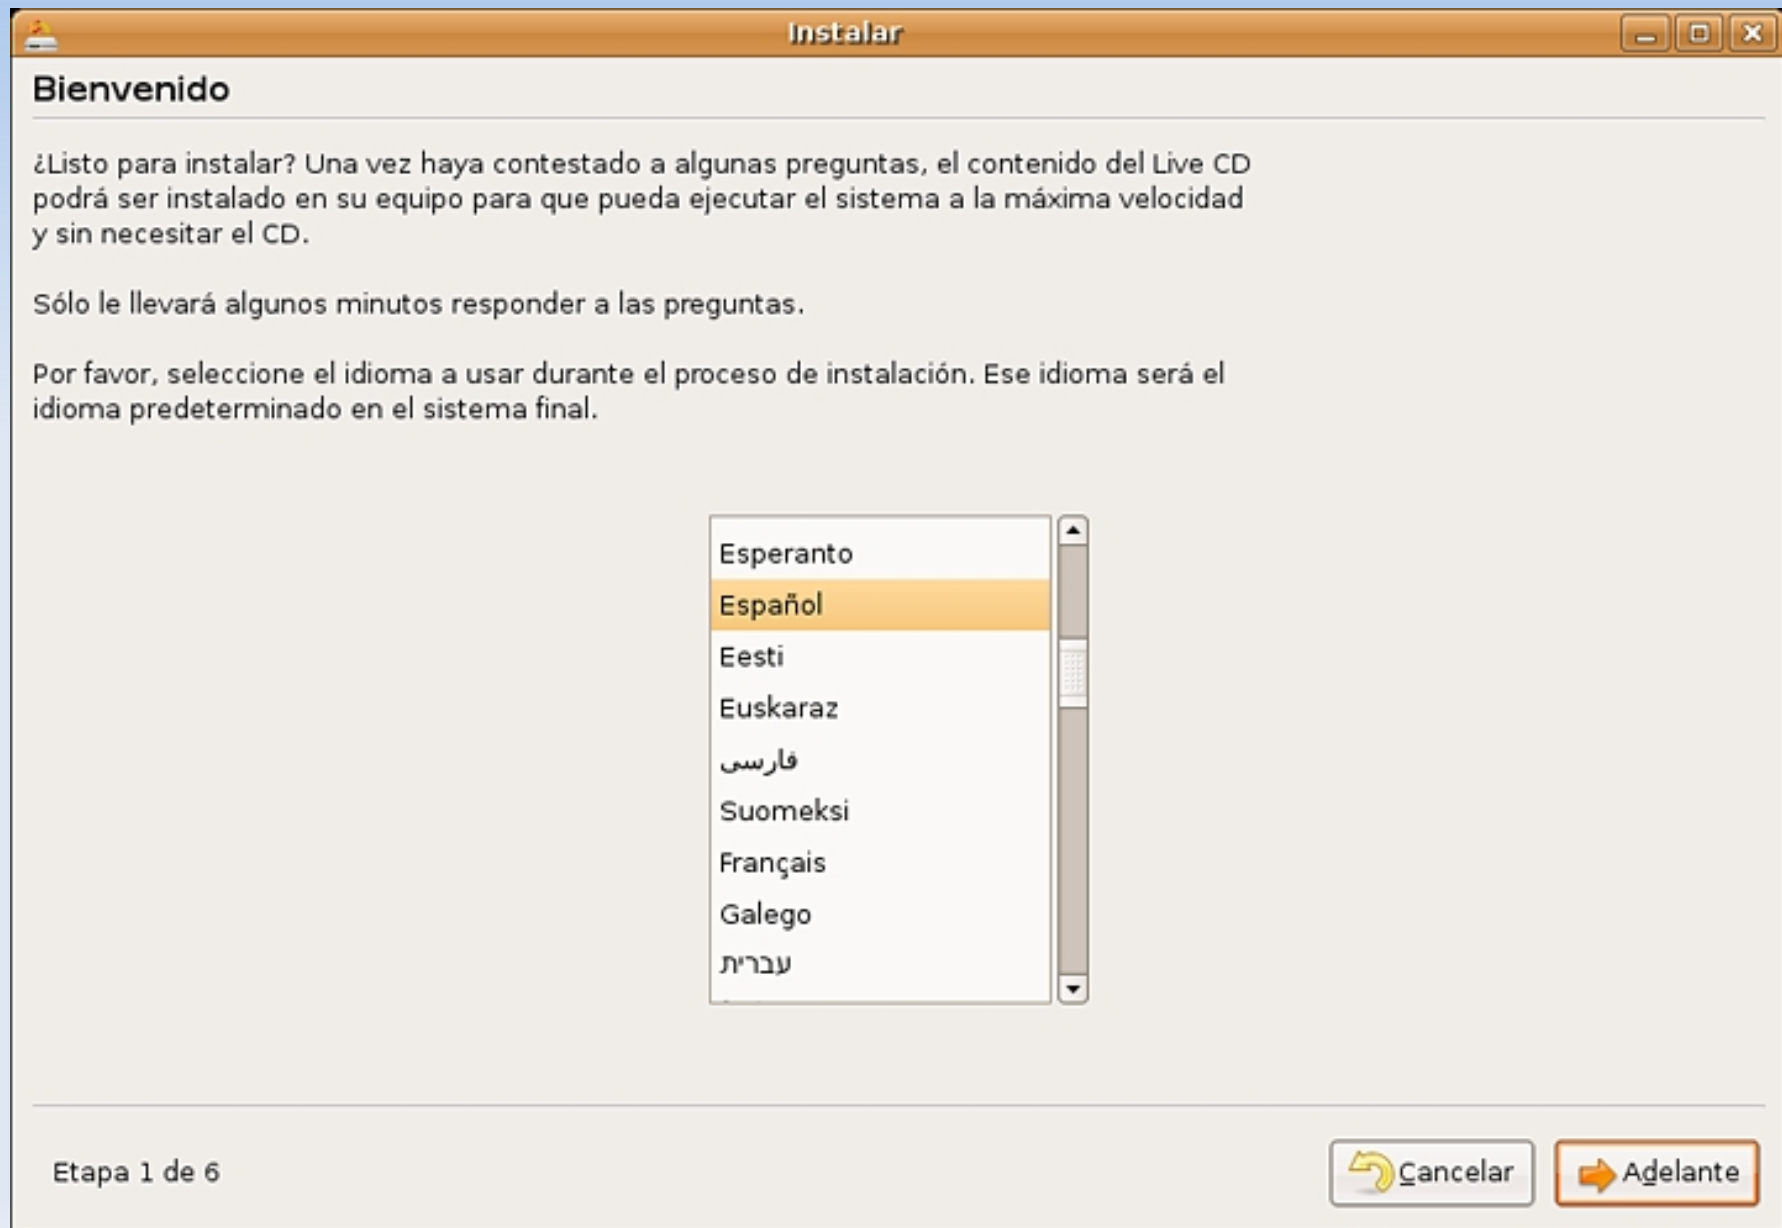 Instalar
Bienvenido
¿Listo para instalar? Una vez haya contestado a algunas preguntas, el contenido del Live CD
podrá ser instalado en su equipo para que pueda ejecutar el sistema a la máxima velocidad
y sin necesitar el CD.
Sólo le llevará algunos minutos responder a las preguntas.
Por favor, seleccione el idioma a usar durante el proceso de instalación. Ese idioma será el
idioma predeterminado en el sistema final.
Esperanto
Español
Eesti
Euskaraz
فارسی
Suomeksi
Français
Galego
עברית
Etapa 1 de 6
Cancelar
Adelante